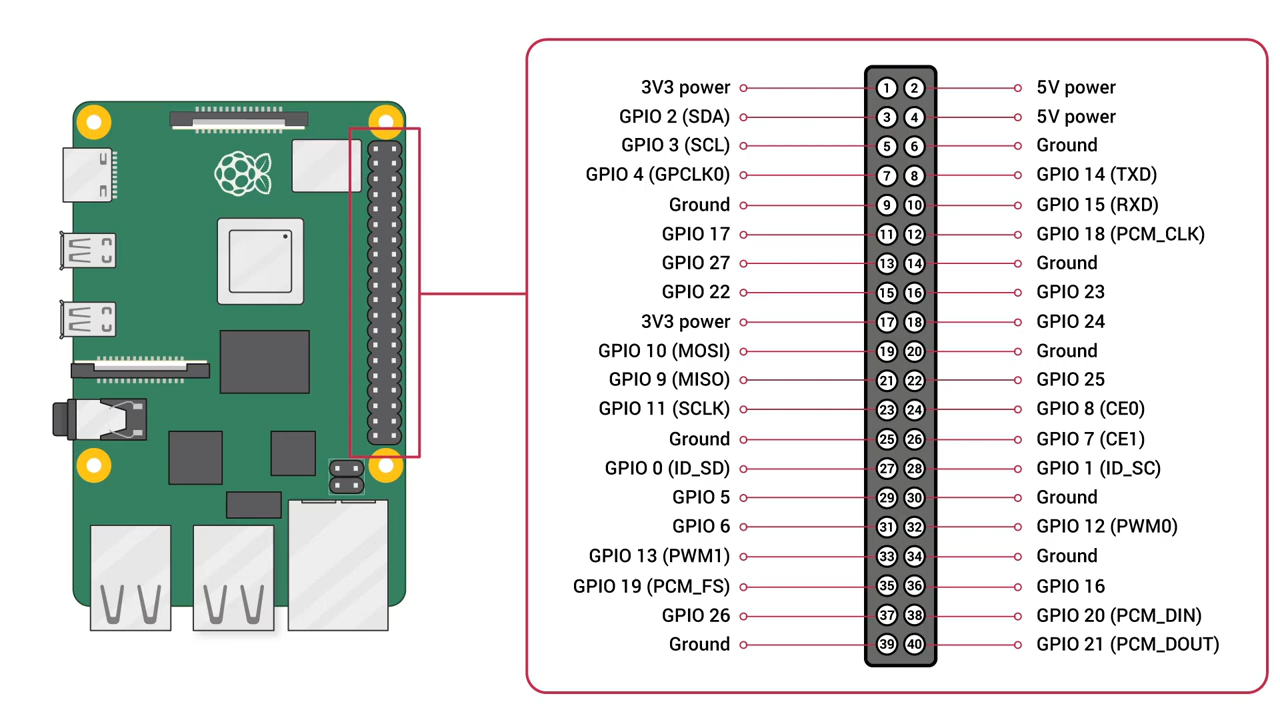 3V3 power 1 2 5V power
GPIO 2 (SDA) 3 4 5V power
GPIO 3 (SCL) 5 6 Ground
GPIO 4 (GPCLK0) 7 8 GPIO 14 (TXD)
Ground 9 10 GPIO 15 (RXD)
GPIO 17 11 12 GPIO 18 (PCM_CLK)
GPIO 27 13 14 Ground
GPIO 22 15 16 GPIO 23
3V3 power 17 18 GPIO 24
GPIO 10 (MOSI) 19 20 Ground
GPIO 9 (MISO) 21 22 GPIO 25
GPIO 11 (SCLK) 23 24 GPIO 8 (CE0)
Ground 25 26 GPIO 7 (CE1)
GPIO 0 (ID_SD) 27 28 GPIO 1 (ID_SC)
GPIO 5 29 30 Ground
GPIO 6 31 32 GPIO 12 (PWM0)
GPIO 13 (PWM1) 33 34 Ground
GPIO 19 (PCM_FS) 35 36 GPIO 16
GPIO 26 37 38 GPIO 20 (PCM_DIN)
Ground 39 40 GPIO 21 (PCM_DOUT)